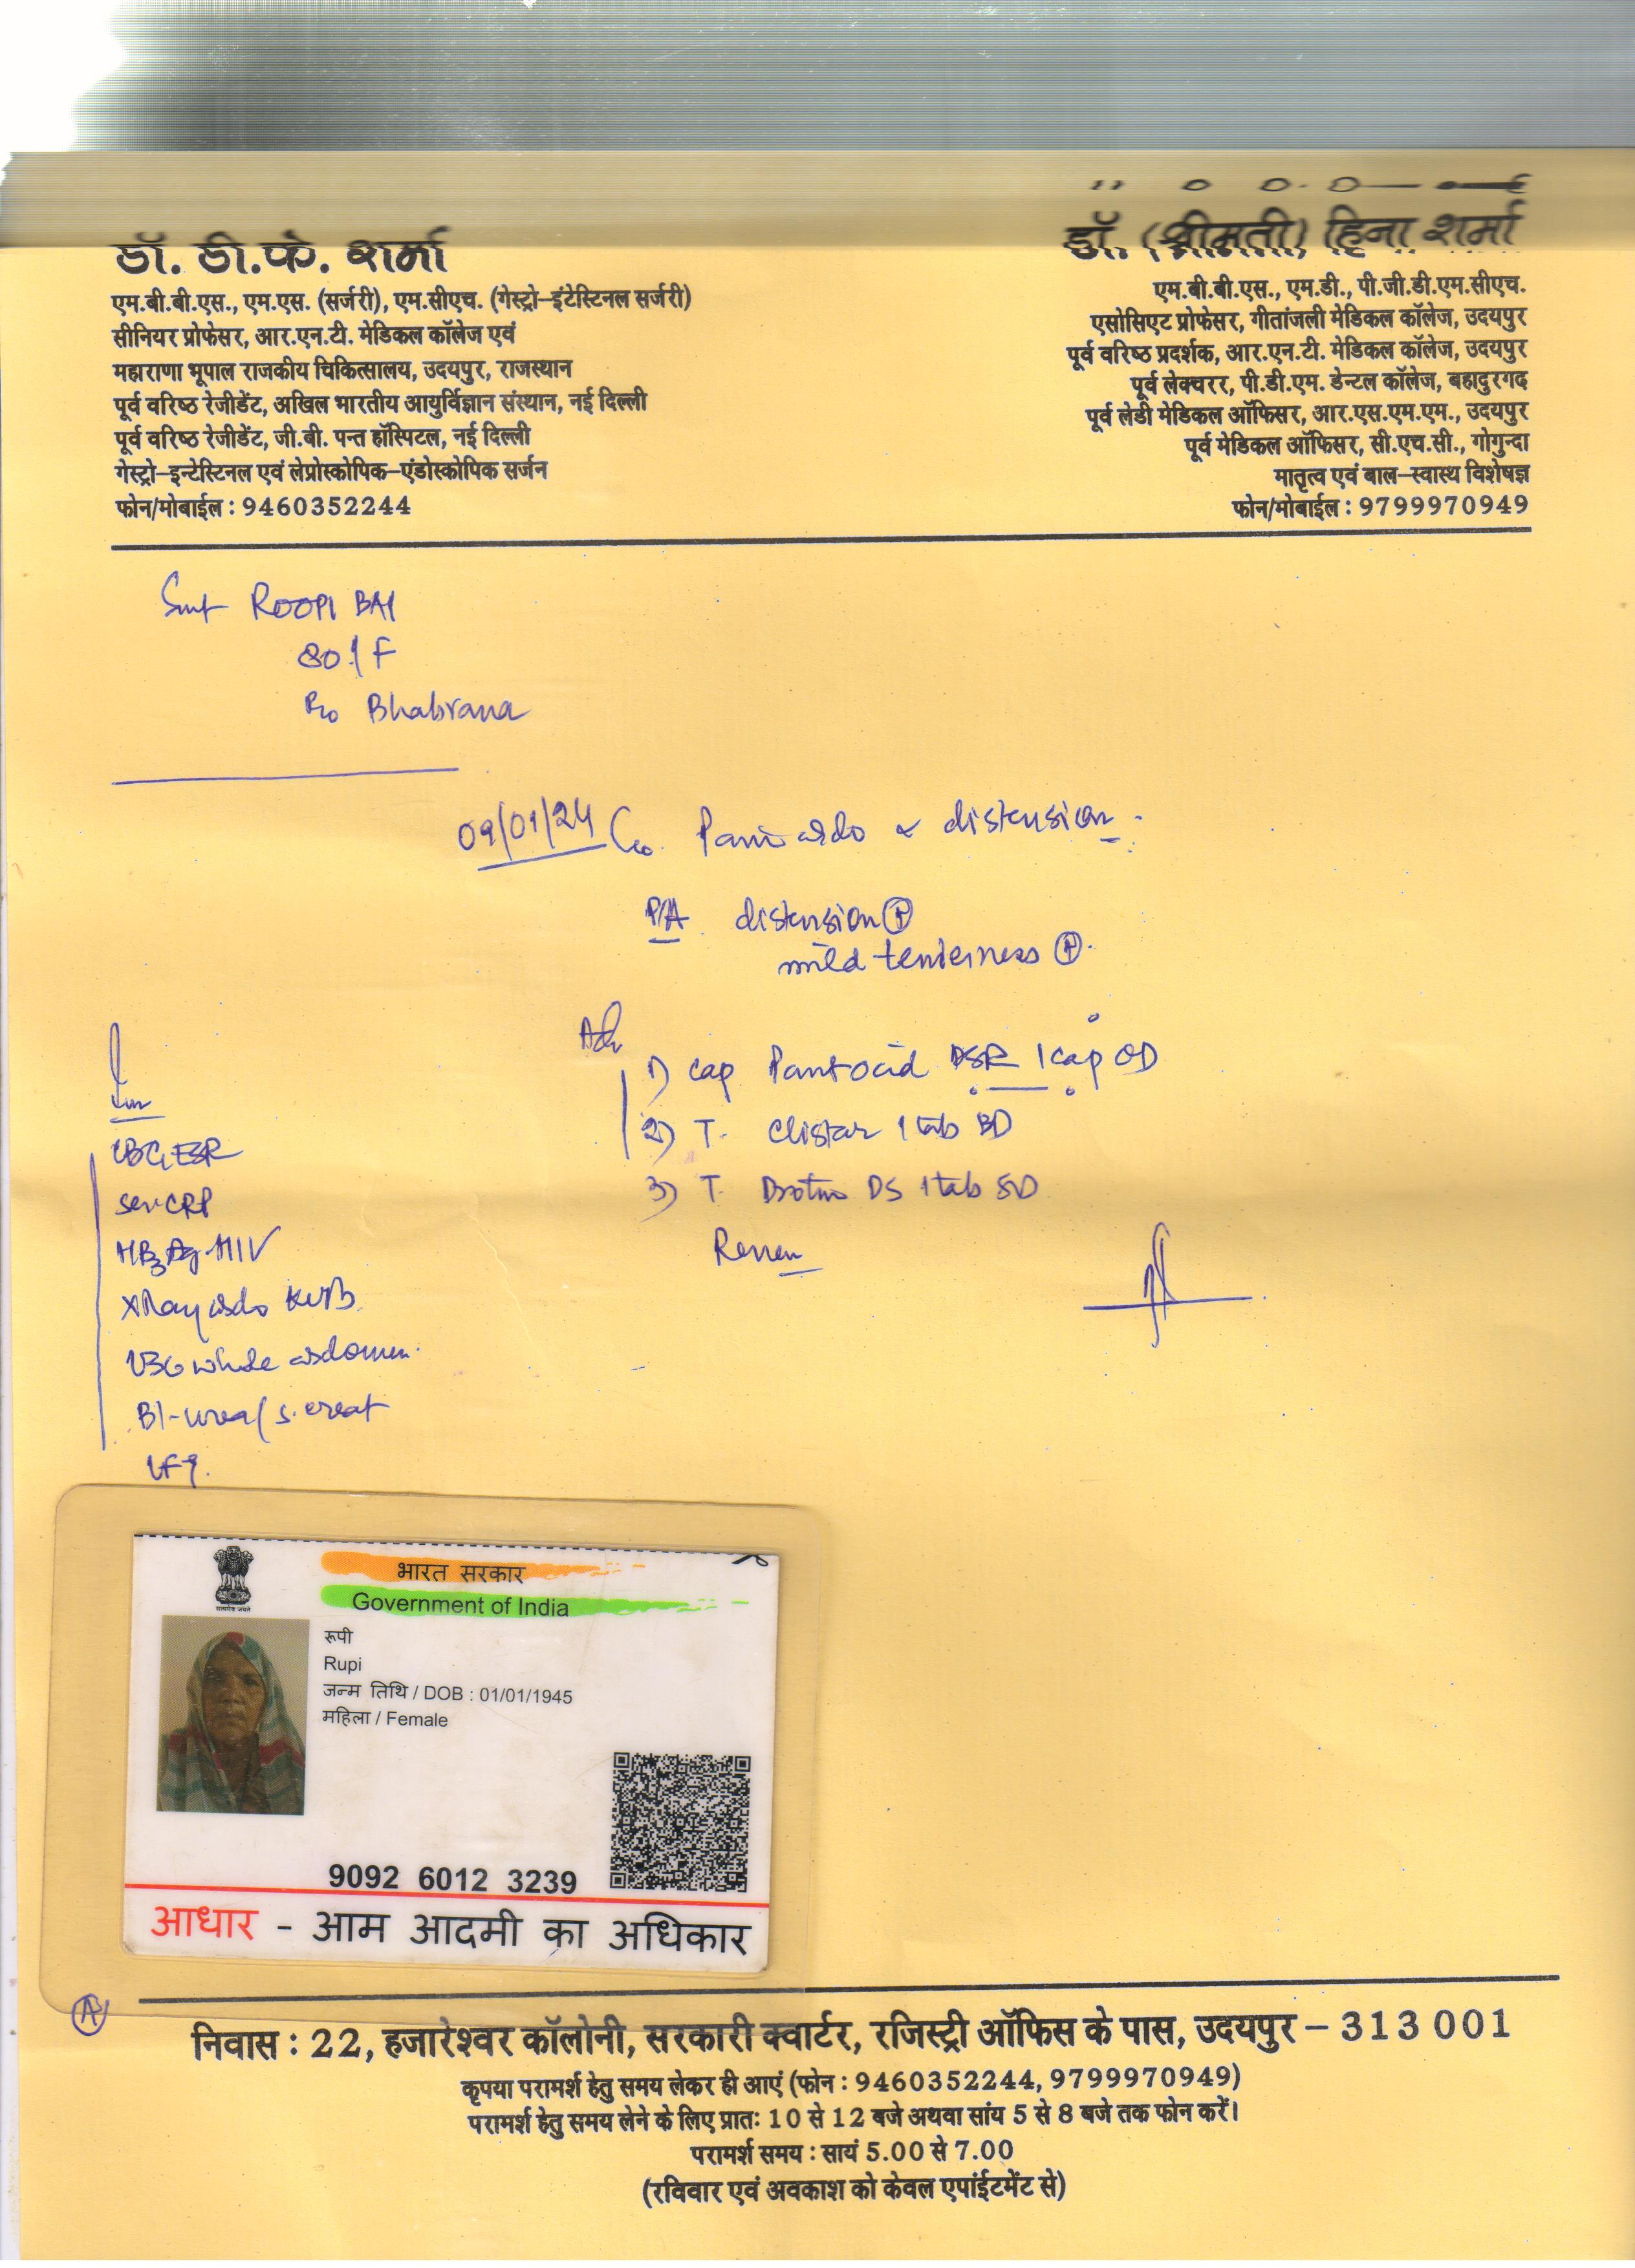 डॉ. डी.के. शर्मा
एम.बी.बी.एस., एम.एस. (सर्जरी), एम.सीएच. (गेस्ट्रो-इंटेस्टिनल सर्जरी)
सीनियर प्रोफेसर, आर.एन.टी. मेडिकल कॉलेज एवं
महाराणा भूपाल राजकीय चिकित्सालय, उदयपुर, राजस्थान
पूर्व वरिष्ठ रेजीडेंट, अखिल भारतीय आयुर्विज्ञान संस्थान, नई दिल्ली
पूर्व वरिष्ठ रेजीडेंट, जी.बी. पन्त हॉस्पिटल, नई दिल्ली
गेस्ट्रो-इन्टेस्टिनल एवं लेप्रोस्कोपिक-एंडोस्कोपिक सर्जन
फोन/मोबाईल : 9460352244
डॉ. (श्रीमती) हिना शर्मा
एम.बी.बी.एस., एम.डी., पी.जी.डी.एम.सीएच.
एसोसिएट प्रोफेसर, गीतांजली मेडिकल कॉलेज, उदयपुर
पूर्व वरिष्ठ प्रदर्शक, आर.एन.टी. मेडिकल कॉलेज, उदयपुर
पूर्व लेक्चरर, पी.डी.एम. डेन्टल कॉलेज, बहादुरगढ
पूर्व लेडी मेडिकल ऑफिसर, आर.एस.एम.एम., उदयपुर
पूर्व मेडिकल ऑफिसर, सी.एच.सी., गोगुन्दा
मातृत्व एवं बाल-स्वास्थ विशेषज्ञ
फोन/मोबाईल : 9799970949
Smt ROOPI BAI
80/F
R/o Bhabrana
09/01/24 C/o Pain abdo & distension
P/A distension ⊕
mild tenderness ⊕
Adv
1) cap Pantocid DSR 1 cap OD
2) T. 1 tab BD
3) T. DS 1 tab
Inv
CBC, ESR
Ser CRP
HBsAg HIV
XRay abdo KUB
USG whole abdomen
Bl-urea/s. creat
LFT.
भारत सरकार
Government of India
रूपी
Rupi
जन्म तिथि / DOB : 01/01/1945
महिला / Female
9092 6012 3239
आधार - आम आदमी का अधिकार
A
निवास : 22, हजारेश्वर कॉलोनी, सरकारी क्वार्टर, रजिस्ट्री ऑफिस के पास, उदयपुर - 313 001
कृपया परामर्श हेतु समय लेकर ही आएं (फोन : 9460352244, 9799970949)
परामर्श हेतु समय लेने के लिए प्रातः 10 से 12 बजे अथवा सांय 5 से 8 बजे तक फोन करें।
परामर्श समय : सायं 5.00 से 7.00
(रविवार एवं अवकाश को केवल एपांईटमेंट से)